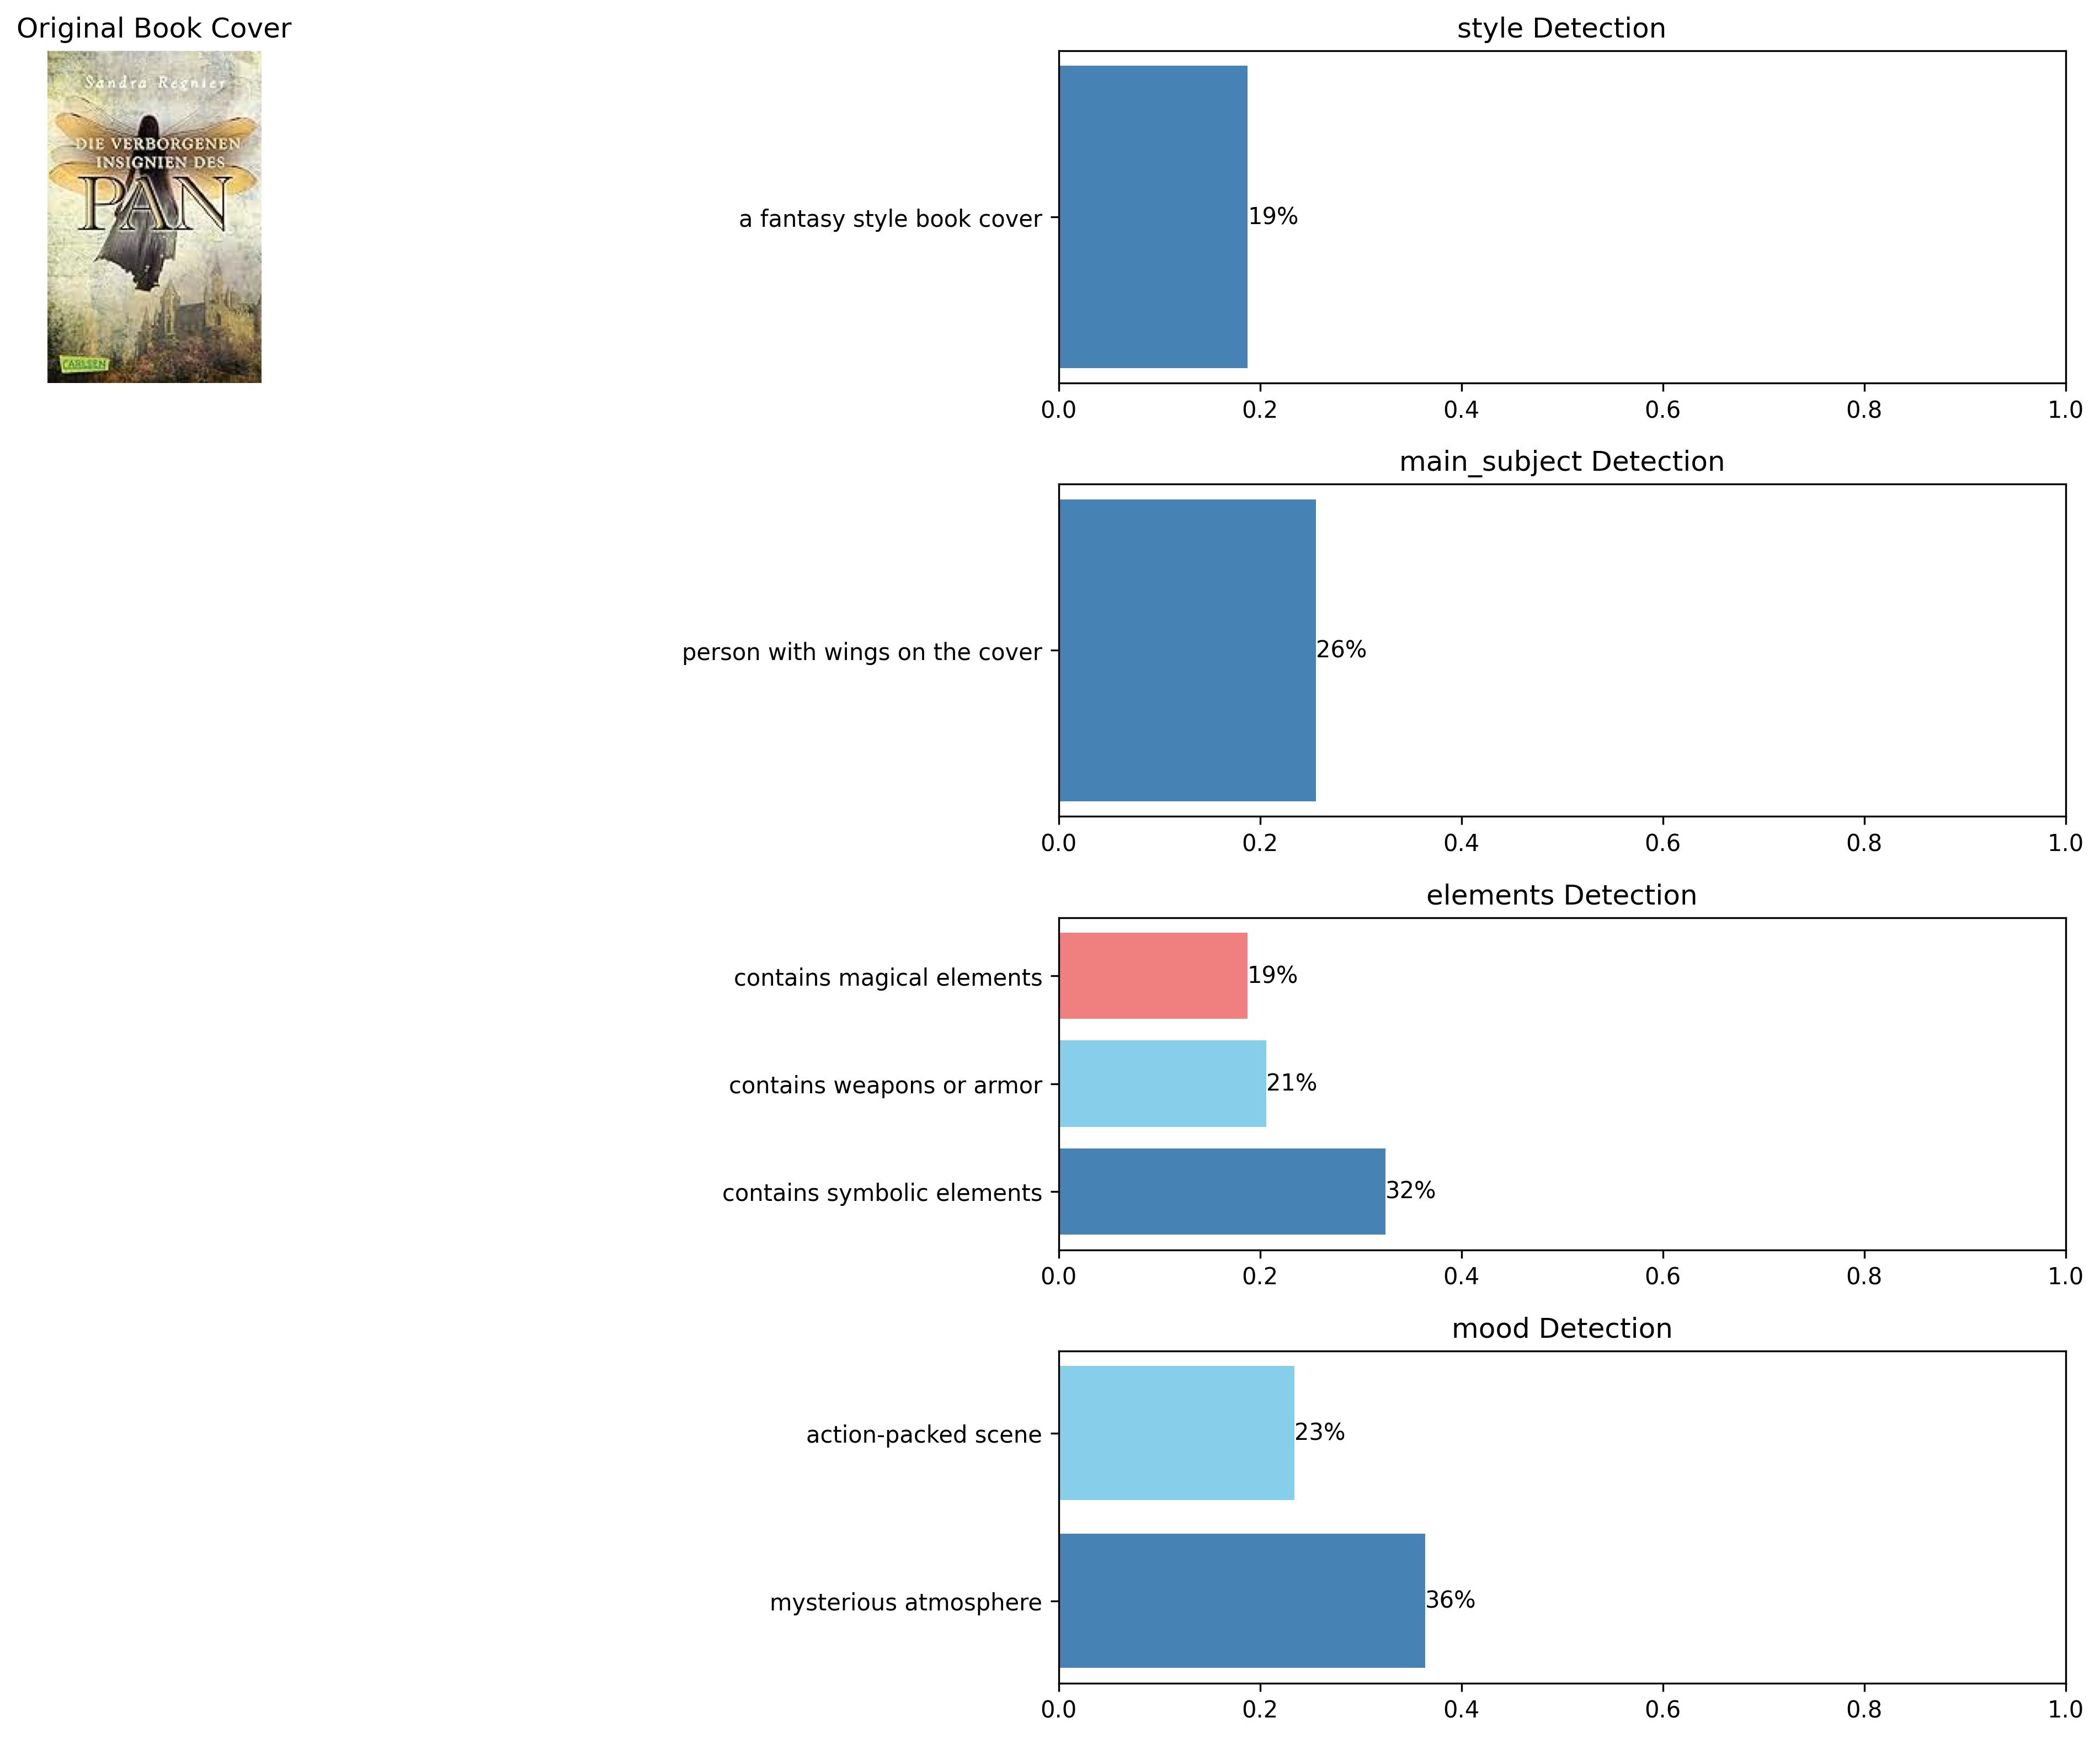 Original Book Cover
Sandra Regnier
DIE VERBORGENEN
INSIGNIEN DES
PAN
CARLSEN
style Detection
a fantasy style book cover
19%
0.0 0.2 0.4 0.6 0.8 1.0
main_subject Detection
person with wings on the cover
26%
0.0 0.2 0.4 0.6 0.8 1.0
elements Detection
contains magical elements
19%
contains weapons or armor
21%
contains symbolic elements
32%
0.0 0.2 0.4 0.6 0.8 1.0
mood Detection
action-packed scene
23%
mysterious atmosphere
36%
0.0 0.2 0.4 0.6 0.8 1.0